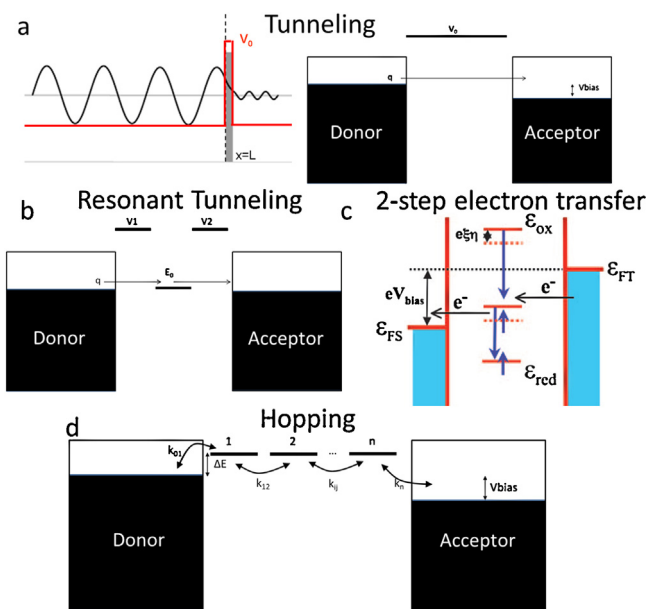 a
Tunneling
V₀
x=L
V₀
q
Vbias
Donor
Acceptor
b
Resonant Tunneling
V1
V2
q
E₀
Donor
Acceptor
c
2-step electron transfer
eξη
εox
eVbias
e-
e-
εFT
εFS
εred
d
Hopping
k01
1
2
...
n
ΔE
k12
kij
kn
Vbias
Donor
Acceptor